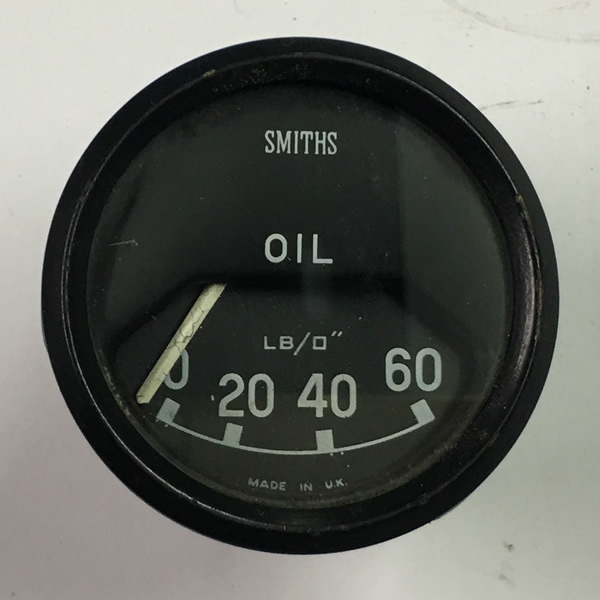 SMITHS
OIL
LB/□″
0 20 40 60
MADE IN U.K.